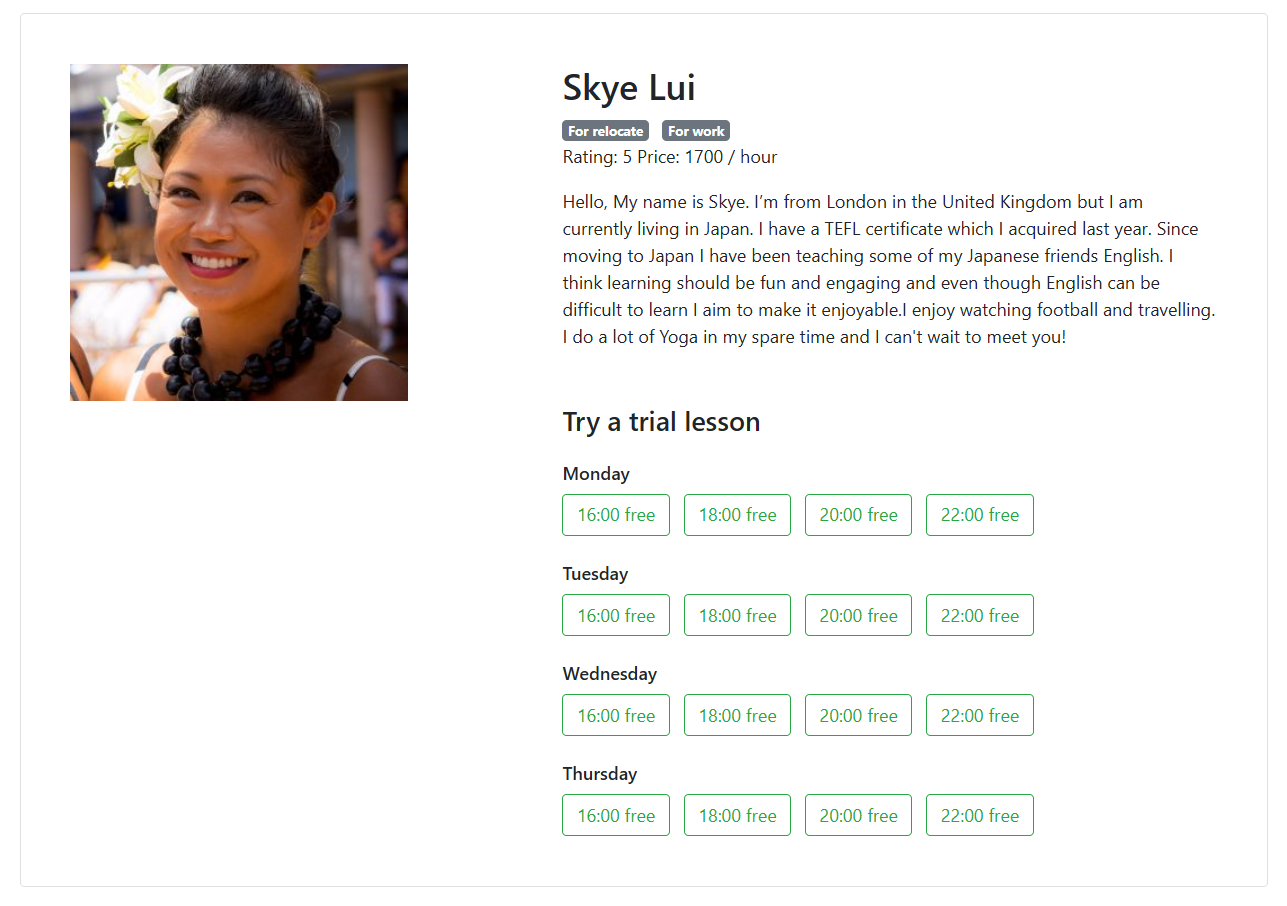 Skye Lui
For relocate For work
Rating: 5 Price: 1700 / hour
Hello, My name is Skye. I’m from London in the United Kingdom but I am
currently living in Japan. I have a TEFL certificate which I acquired last year. Since
moving to Japan I have been teaching some of my Japanese friends English. I
think learning should be fun and engaging and even though English can be
difficult to learn I aim to make it enjoyable.I enjoy watching football and travelling.
I do a lot of Yoga in my spare time and I can't wait to meet you!
Try a trial lesson
Monday
16:00 free 18:00 free 20:00 free 22:00 free
Tuesday
16:00 free 18:00 free 20:00 free 22:00 free
Wednesday
16:00 free 18:00 free 20:00 free 22:00 free
Thursday
16:00 free 18:00 free 20:00 free 22:00 free